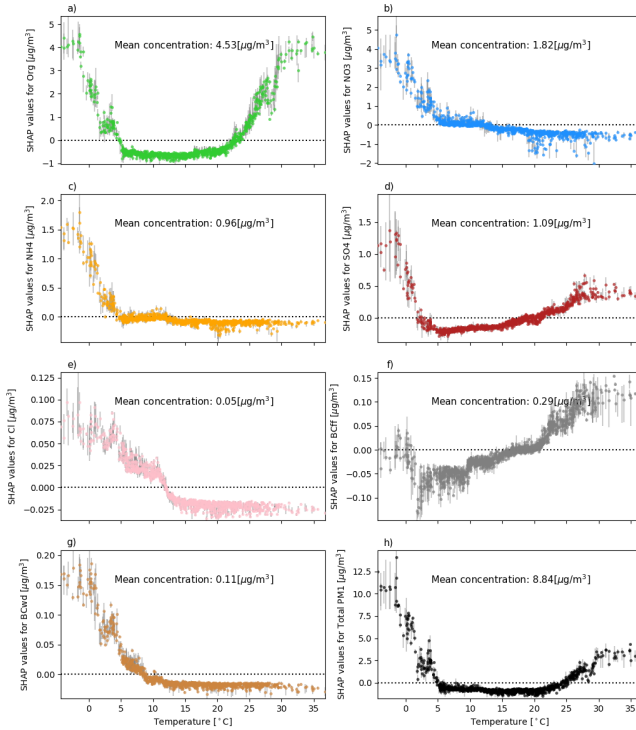 a)
Mean concentration: 4.53[μg/m³]
SHAP values for Org [μg/m³]
5
4
3
2
1
0
−1
b)
Mean concentration: 1.82[μg/m³]
SHAP values for NO3 [μg/m³]
5
4
3
2
1
0
−1
−2
c)
Mean concentration: 0.96[μg/m³]
SHAP values for NH4 [μg/m³]
2.0
1.5
1.0
0.5
0.0
d)
Mean concentration: 1.09[μg/m³]
SHAP values for SO4 [μg/m³]
1.5
1.0
0.5
0.0
e)
Mean concentration: 0.05[μg/m³]
SHAP values for Cl [μg/m³]
0.125
0.100
0.075
0.050
0.025
0.000
−0.025
f)
Mean concentration: 0.29[μg/m³]
SHAP values for BCff [μg/m³]
0.15
0.10
0.05
0.00
−0.05
−0.10
g)
Mean concentration: 0.11[μg/m³]
SHAP values for BCwd [μg/m³]
0.20
0.15
0.10
0.05
0.00
0 5 10 15 20 25 30 35
Temperature [°C]
h)
Mean concentration: 8.84[μg/m³]
SHAP values for Total PM1 [μg/m³]
12.5
10.0
7.5
5.0
2.5
0.0
0 5 10 15 20 25 30 35
Temperature [°C]